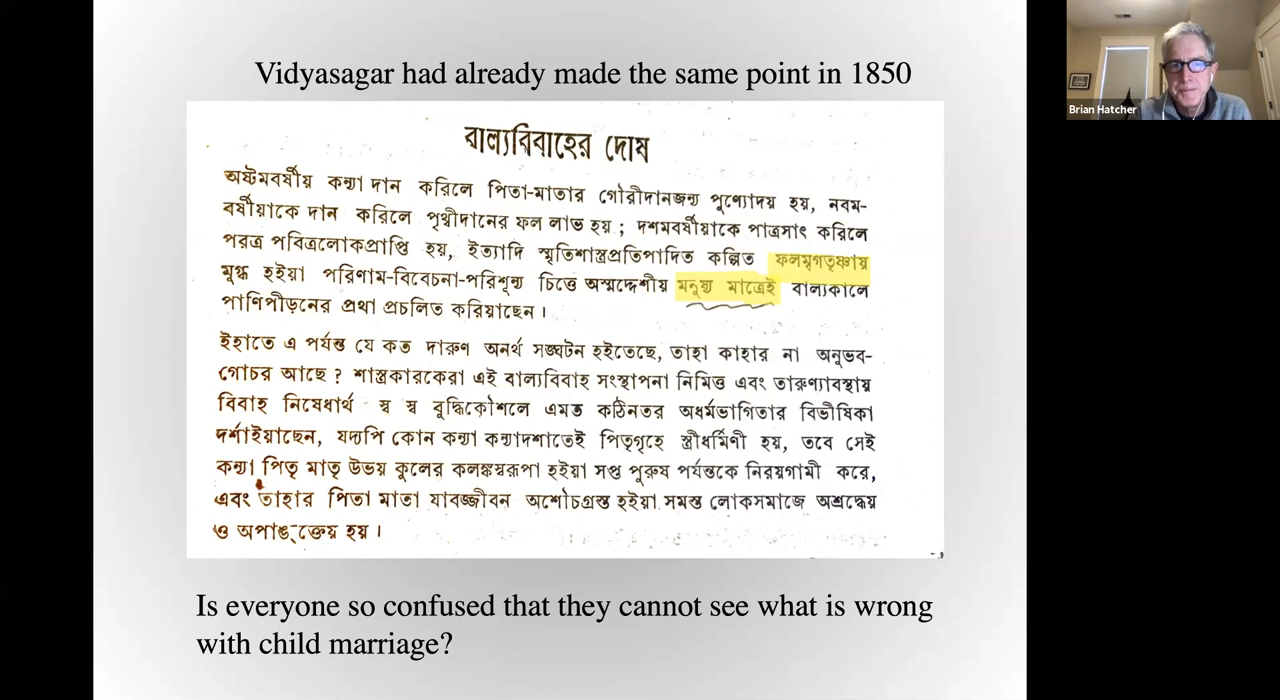 Vidyasagar had already made the same point in 1850
Brian Hatcher
বাল্যবিবাহের দোষ
অষ্টমবর্ষীয় কন্যা দান করিলে পিতা-মাতার গৌরীদানজন্য পুণ্যোদয় হয়, নবম-
বর্ষীয়াকে দান করিলে পৃথ্বীদানের ফল লাভ হয় ; দশমবর্ষীয়াকে পাত্রসাৎ করিলে
পরত্র পবিত্রলোকপ্রাপ্তি হয়, ইত্যাদি স্মৃতিশাস্ত্রপ্রতিপাদিত কল্পিত ফলমৃগতৃষ্ণায়
মুগ্ধ হইয়া পরিণাম-বিবেচনা-পরিশূন্য চিত্তে অস্মদ্দেশীয় মনুষ্য মাত্রেই বাল্যকালে
পাণিপীড়নের প্রথা প্রচলিত করিয়াছেন ।
ইহাতে এ পর্যন্ত যে কত দারুণ অনর্থ সঙ্ঘটন হইতেছে, তাহা কাহার না অনুভব-
গোচর আছে ? শাস্ত্রকারকেরা এই বাল্যবিবাহ সংস্থাপনা নিমিত্ত এবং তারুণ্যাবস্থায়
বিবাহ নিষেধার্থ স্ব স্ব বুদ্ধিকৌশলে এমত কঠিনতর অধর্মভাগিতার বিভীষিকা
দর্শাইয়াছেন, যদ্যপি কোন কন্যা কন্যাদশাতেই পিতৃগৃহে স্ত্রীধর্মিণী হয়, তবে সেই
কন্যা পিতৃ মাতৃ উভয় কুলের কলঙ্কস্বরূপা হইয়া সপ্ত পুরুষ পর্যন্তকে নিরয়গামী করে,
এবং তাহার পিতা মাতা যাবজ্জীবন অশৌচগ্রস্ত হইয়া সমস্ত লোকসমাজে অশ্রদ্ধেয়
ও অপাঙ্ক্তেয় হয় ।
Is everyone so confused that they cannot see what is wrong
with child marriage?